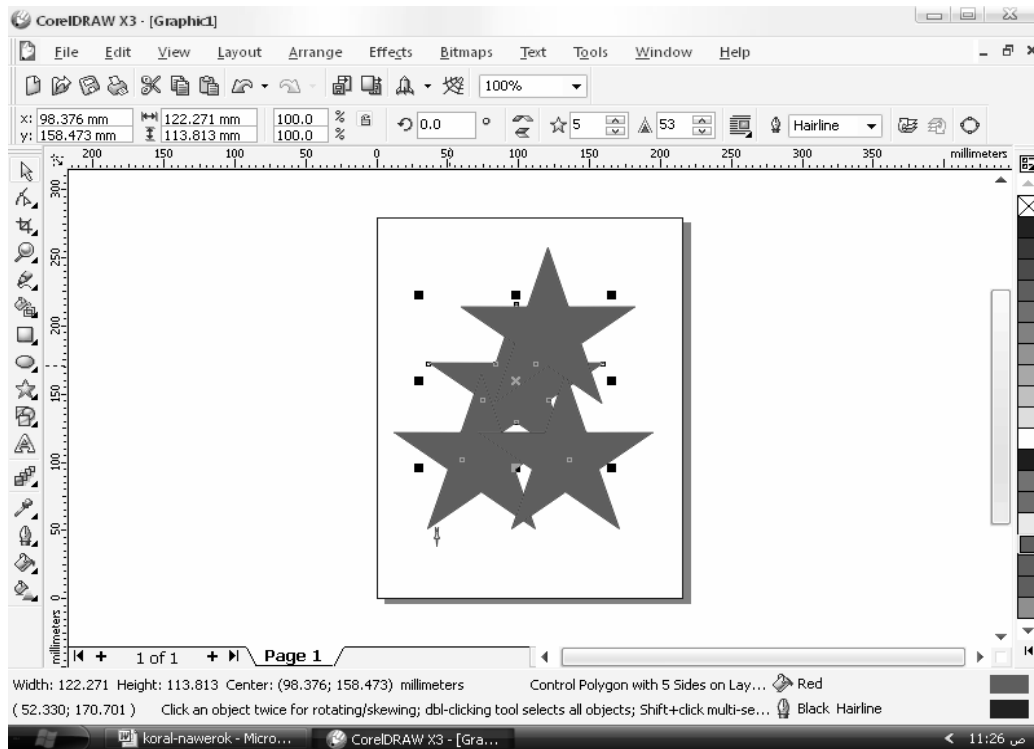 CorelDRAW X3 - [Graphic1]
File Edit View Layout Arrange Effects Bitmaps Text Tools Window Help
100%
x: 98.376 mm 122.271 mm 100.0 % 0.0 ° 5 53 Hairline
y: 158.473 mm 113.813 mm 100.0 %
200 150 100 50 0 50 100 150 200 250 300 350 millimeters
300
250
200
150
100
50
0
millimeters
1 of 1 Page 1
Width: 122.271 Height: 113.813 Center: (98.376; 158.473) millimeters Control Polygon with 5 Sides on Lay... Red
( 52.330; 170.701 ) Click an object twice for rotating/skewing; dbl-clicking tool selects all objects; Shift+click multi-se... Black Hairline
koral-nawerok - Micro... CorelDRAW X3 - [Gra... 11:26 ص